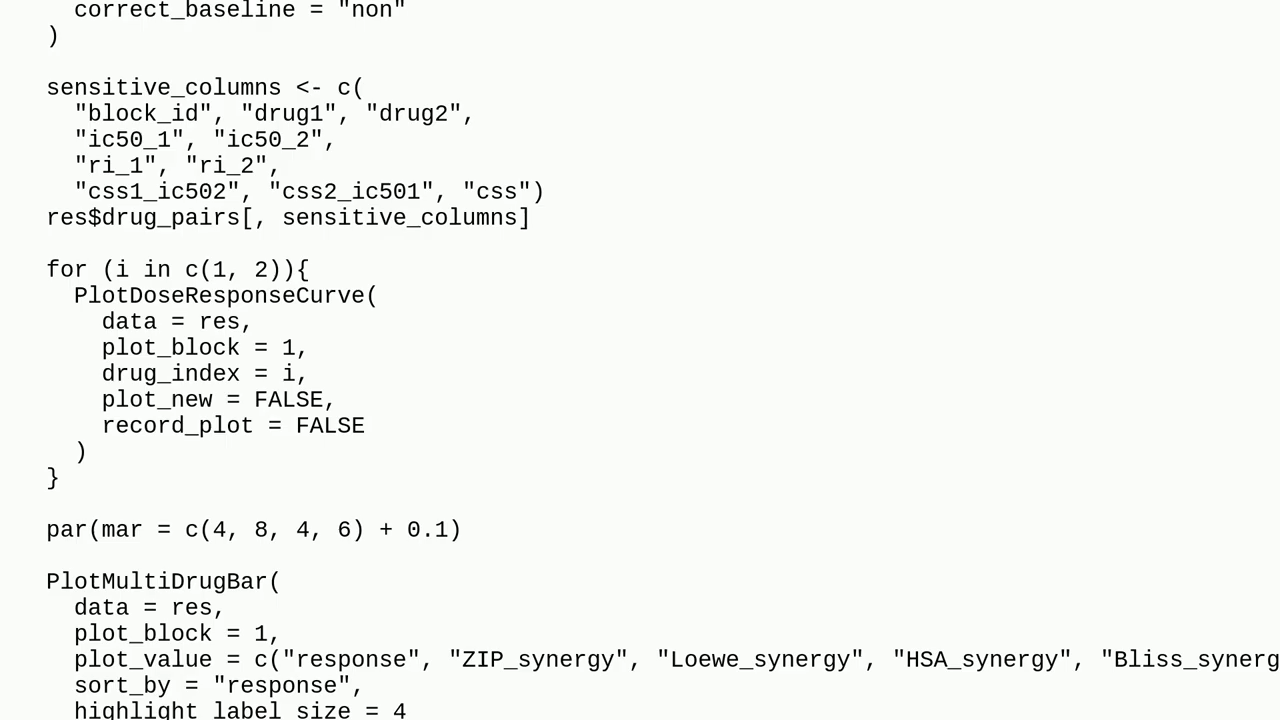 correct_baseline = "non"
)
sensitive_columns <- c(
"block_id", "drug1", "drug2",
"ic50_1", "ic50_2",
"ri_1", "ri_2",
"css1_ic502", "css2_ic501", "css")
res$drug_pairs[, sensitive_columns]
for (i in c(1, 2)){
PlotDoseResponseCurve(
data = res,
plot_block = 1,
drug_index = i,
plot_new = FALSE,
record_plot = FALSE
)
}
par(mar = c(4, 8, 4, 6) + 0.1)
PlotMultiDrugBar(
data = res,
plot_block = 1,
plot_value = c("response", "ZIP_synergy", "Loewe_synergy", "HSA_synergy", "Bliss_synerg
sort_by = "response",
highlight_label_size = 4